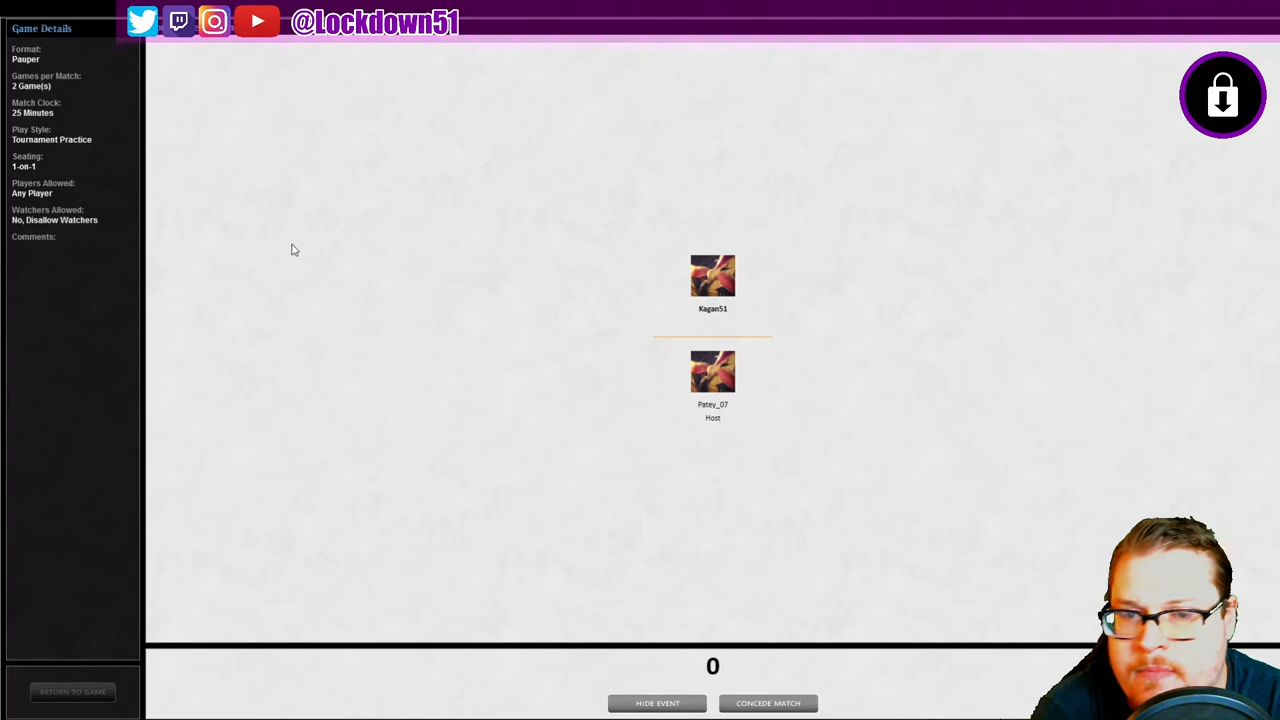 @Lockdown51
Game Details
Format:
Pauper
Games per Match:
2 Game(s)
Match Clock:
25 Minutes
Play Style:
Tournament Practice
Seating:
1-on-1
Players Allowed:
Any Player
Watchers Allowed:
No, Disallow Watchers
Comments:
Kagan51
Patey_07
Host
0
RETURN TO GAME
HIDE EVENT
CONCEDE MATCH